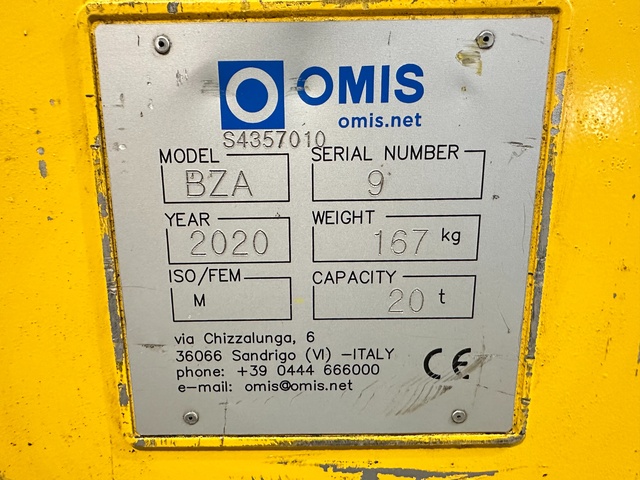 OMIS
omis.net
S4357010
MODEL SERIAL NUMBER
BZA 9
YEAR WEIGHT
2020 167 kg
ISO/FEM CAPACITY
M 20 t
via Chizzalunga, 6
36066 Sandrigo (VI) -ITALY
phone: +39 0444 666000
e-mail: omis@omis.net
CE